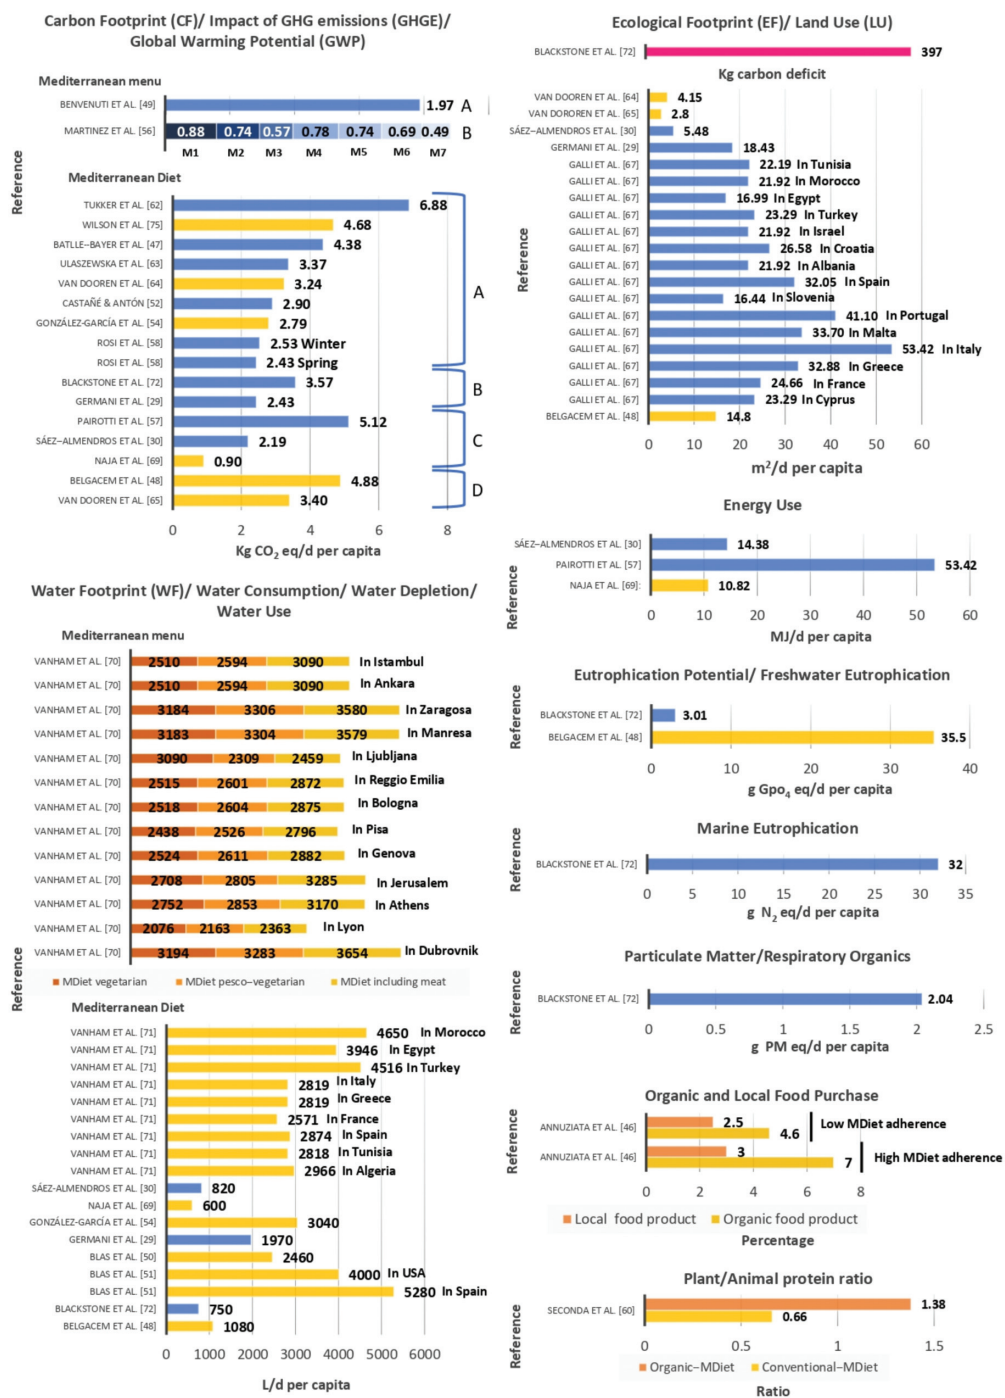 Carbon Footprint (CF)/ Impact of GHG emissions (GHGE)/
Global Warming Potential (GWP)
Reference
Mediterranean menu
BENVENUTI ET AL. [49] 1.97 A
MARTINEZ ET AL. [56] 0.88 0.74 0.57 0.78 0.74 0.69 0.49 B
M1 M2 M3 M4 M5 M6 M7
Mediterranean Diet
TUKKER ET AL. [62] 6.88
WILSON ET AL. [75] 4.68
BATLLE–BAYER ET AL. [47] 4.38
ULASZEWSKA ET AL. [63] 3.37
VAN DOOREN ET AL. [64] 3.24
CASTAÑÉ & ANTÓN [52] 2.90
GONZÁLEZ-GARCÍA ET AL. [54] 2.79
ROSI ET AL. [58] 2.53 Winter
ROSI ET AL. [58] 2.43 Spring
A
BLACKSTONE ET AL. [72] 3.57
GERMANI ET AL. [29] 2.43
B
PAIROTTI ET AL. [57] 5.12
SÁEZ–ALMENDROS ET AL. [30] 2.19
NAJA ET AL. [69] 0.90
C
BELGACEM ET AL. [48] 4.88
VAN DOOREN ET AL. [65] 3.40
D
0 2 4 6 8
Kg CO2 eq/d per capita
Water Footprint (WF)/ Water Consumption/ Water Depletion/
Water Use
Reference
Mediterranean menu
VANHAM ET AL. [70] 2510 2594 3090 In Istambul
VANHAM ET AL. [70] 2510 2594 3090 In Ankara
VANHAM ET AL. [70] 3184 3306 3580 In Zaragosa
VANHAM ET AL. [70] 3183 3304 3579 In Manresa
VANHAM ET AL. [70] 3090 2309 2459 In Ljubljana
VANHAM ET AL. [70] 2515 2601 2872 In Reggio Emilia
VANHAM ET AL. [70] 2518 2604 2875 In Bologna
VANHAM ET AL. [70] 2438 2526 2796 In Pisa
VANHAM ET AL. [70] 2524 2611 2882 In Genova
VANHAM ET AL. [70] 2708 2805 3285 In Jerusalem
VANHAM ET AL. [70] 2752 2853 3170 In Athens
VANHAM ET AL. [70] 2076 2163 2363 In Lyon
VANHAM ET AL. [70] 3194 3283 3654 In Dubrovnik
MDiet vegetarian MDiet pesco–vegetarian MDiet including meat
Mediterranean Diet
VANHAM ET AL. [71] 4650 In Morocco
VANHAM ET AL. [71] 3946 In Egypt
VANHAM ET AL. [71] 4516 In Turkey
VANHAM ET AL. [71] 2819 In Italy
VANHAM ET AL. [71] 2819 In Greece
VANHAM ET AL. [71] 2571 In France
VANHAM ET AL. [71] 2874 In Spain
VANHAM ET AL. [71] 2818 In Tunisia
VANHAM ET AL. [71] 2966 In Algeria
SÁEZ-ALMENDROS ET AL. [30] 820
NAJA ET AL. [69] 600
GONZÁLEZ-GARCÍA ET AL. [54] 3040
GERMANI ET AL. [29] 1970
BLAS ET AL. [50] 2460
BLAS ET AL. [51] 4000 In USA
BLAS ET AL. [51] 5280 In Spain
BLACKSTONE ET AL. [72] 750
BELGACEM ET AL. [48] 1080
0 1000 2000 3000 4000 5000 6000
L/d per capita
Ecological Footprint (EF)/ Land Use (LU)
Reference
BLACKSTONE ET AL. [72] 397
Kg carbon deficit
VAN DOOREN ET AL. [64] 4.15
VAN DOROREN ET AL. [65] 2.8
SÁEZ–ALMENDROS ET AL. [30] 5.48
GERMANI ET AL. [29] 18.43
GALLI ET AL. [67] 22.19 In Tunisia
GALLI ET AL. [67] 21.92 In Morocco
GALLI ET AL. [67] 16.99 In Egypt
GALLI ET AL. [67] 23.29 In Turkey
GALLI ET AL. [67] 21.92 In Israel
GALLI ET AL. [67] 26.58 In Croatia
GALLI ET AL. [67] 21.92 In Albania
GALLI ET AL. [67] 32.05 In Spain
GALLI ET AL. [67] 16.44 In Slovenia
GALLI ET AL. [67] 41.10 In Portugal
GALLI ET AL. [67] 33.70 In Malta
GALLI ET AL. [67] 53.42 In Italy
GALLI ET AL. [67] 32.88 In Greece
GALLI ET AL. [67] 24.66 In France
GALLI ET AL. [67] 23.29 In Cyprus
BELGACEM ET AL. [48] 14.8
0 10 20 30 40 50 60
m²/d per capita
Energy Use
Reference
SÁEZ–ALMENDROS ET AL. [30] 14.38
PAIROTTI ET AL. [57] 53.42
NAJA ET AL. [69]: 10.82
0 10 20 30 40 50 60
MJ/d per capita
Eutrophication Potential/ Freshwater Eutrophication
Reference
BLACKSTONE ET AL. [72] 3.01
BELGACEM ET AL. [48] 35.5
0 10 20 30 40
g Gpo4 eq/d per capita
Marine Eutrophication
Reference
BLACKSTONE ET AL. [72] 32
0 5 10 15 20 25 30 35
g N2 eq/d per capita
Particulate Matter/Respiratory Organics
Reference
BLACKSTONE ET AL. [72] 2.04
0 0.5 1 1.5 2 2.5
g PM eq/d per capita
Organic and Local Food Purchase
Reference
ANNUZIATA ET AL. [46] 2.5 4.6 Low MDiet adherence
ANNUZIATA ET AL. [46] 3 7 High MDiet adherence
0 2 4 6 8
Local food product Organic food product
Percentage
Plant/Animal protein ratio
Reference
SECONDA ET AL. [60] 1.38
0.66
0 0.5 1 1.5
Organic–MDiet Conventional–MDiet
Ratio